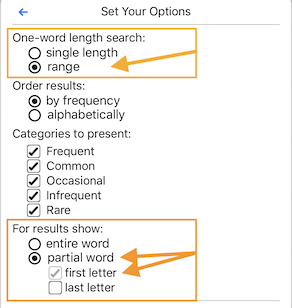 Set Your Options
One-word length search:
single length
range
Order results:
by frequency
alphabetically
Categories to present:
Frequent
Common
Occasional
Infrequent
Rare
For results show:
entire word
partial word
first letter
last letter